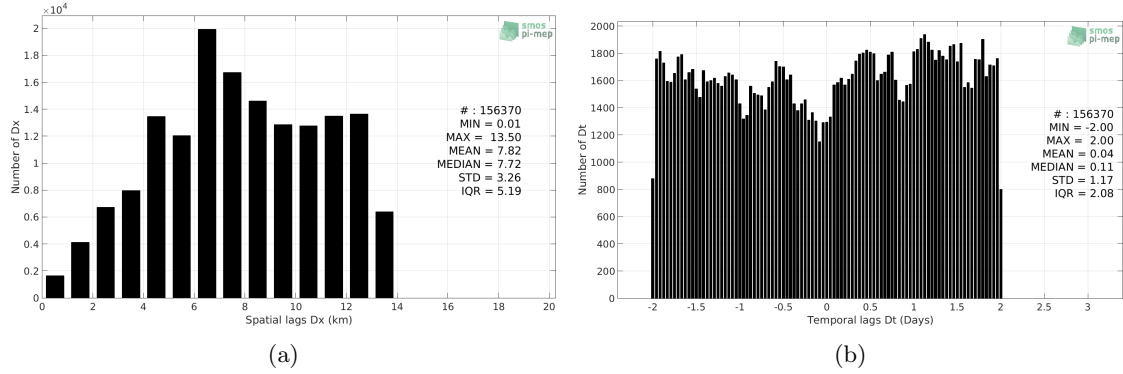 ×10⁴
2
1.8
1.6
1.4
1.2
1
0.8
0.6
0.4
0.2
0
0 2 4 6 8 10 12 14 16 18 20
Number of Dx
Spatial lags Dx (km)
smos
pi-mep
# : 156370
MIN = 0.01
MAX = 13.50
MEAN = 7.82
MEDIAN = 7.72
STD = 3.26
IQR = 5.19
(a)
2000
1800
1600
1400
1200
1000
800
600
400
200
0
-2 -1.5 -1 -0.5 0 0.5 1 1.5 2 2.5 3
Number of Dt
Temporal lags Dt (Days)
smos
pi-mep
# : 156370
MIN = -2.00
MAX = 2.00
MEAN = 0.04
MEDIAN = 0.11
STD = 1.17
IQR = 2.08
(b)